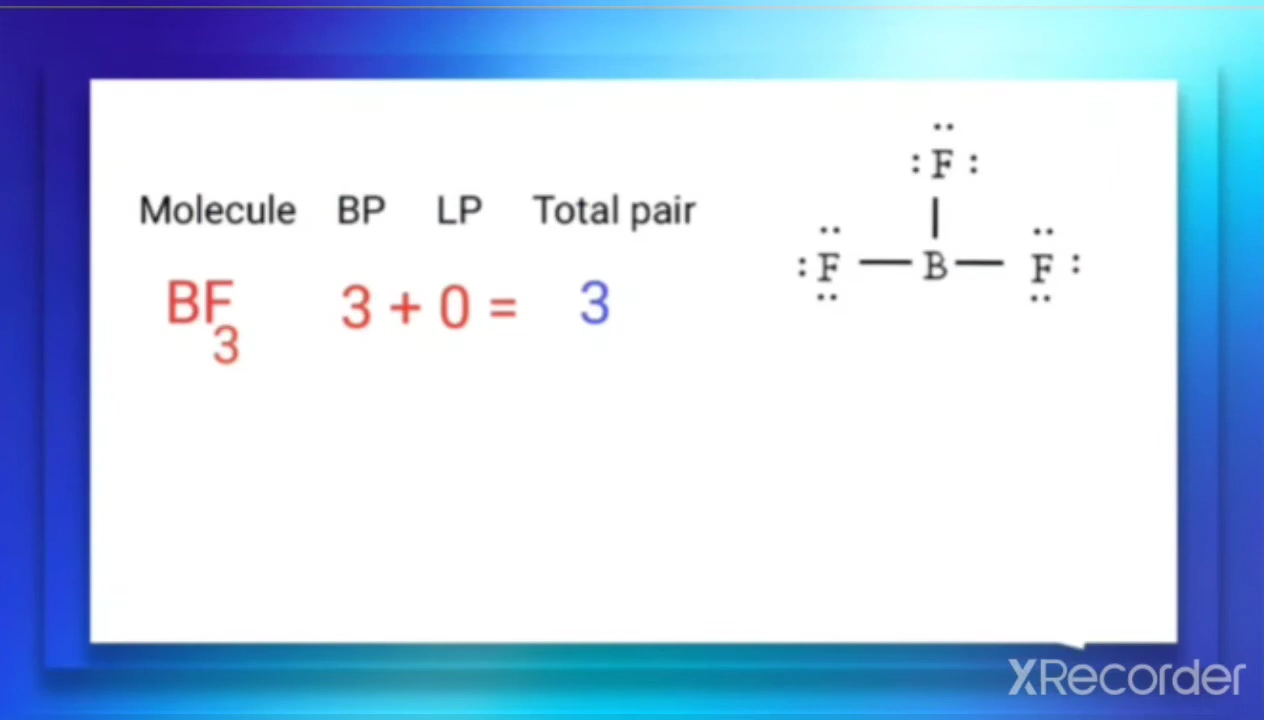 Molecule BP LP Total pair
BF3 3 + 0 = 3
:F:
:F — B — F:
XRecorder